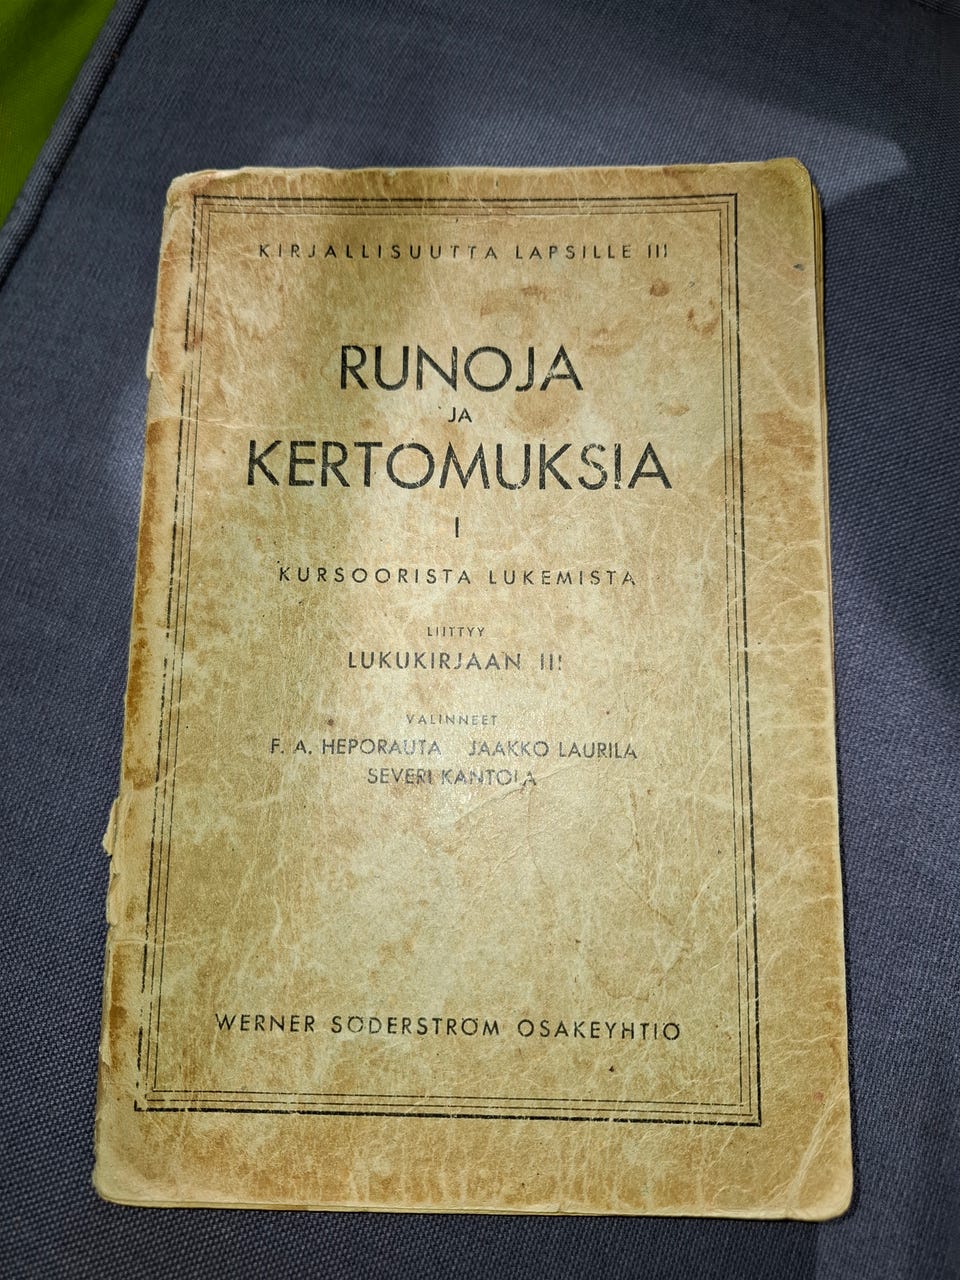 KIRJALLISUUTTA LAPSILLE III
RUNOJA
JA
KERTOMUKSIA
I
KURSOORISTA LUKEMISTA
LIITTYY
LUKUKIRJAAN III
VALINNEET
F. A. HEPORAUTA JAAKKO LAURILA
SEVERI KANTOLA
WERNER SÖDERSTRÖM OSAKEYHTIÖ